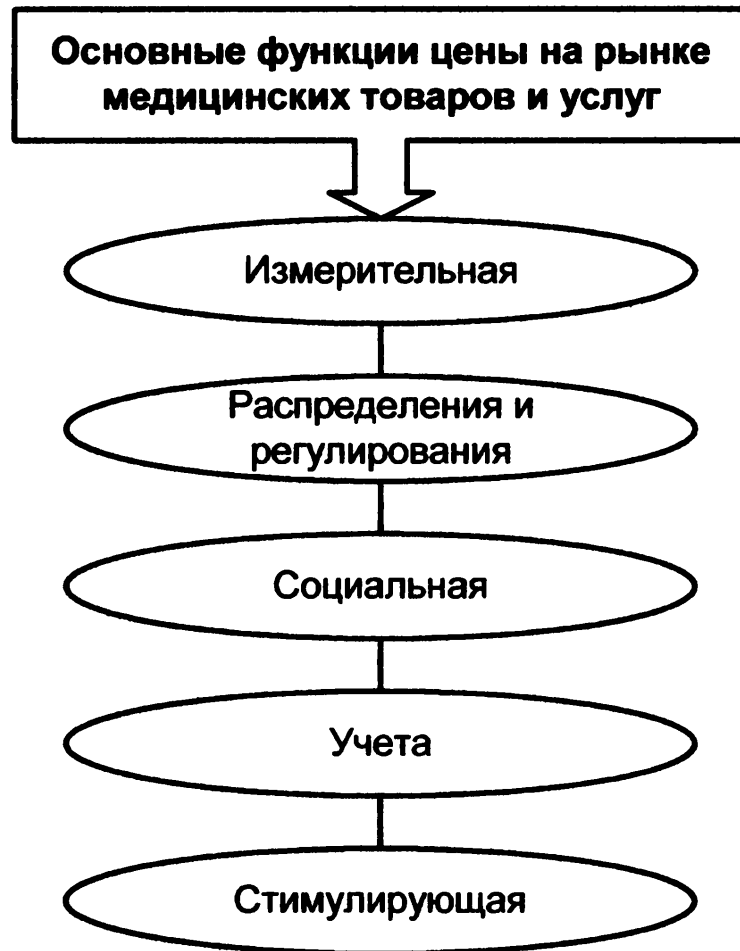 Основные функции цены на рынке
медицинских товаров и услуг
Измерительная
Распределения и
регулирования
Социальная
Учета
Стимулирующая